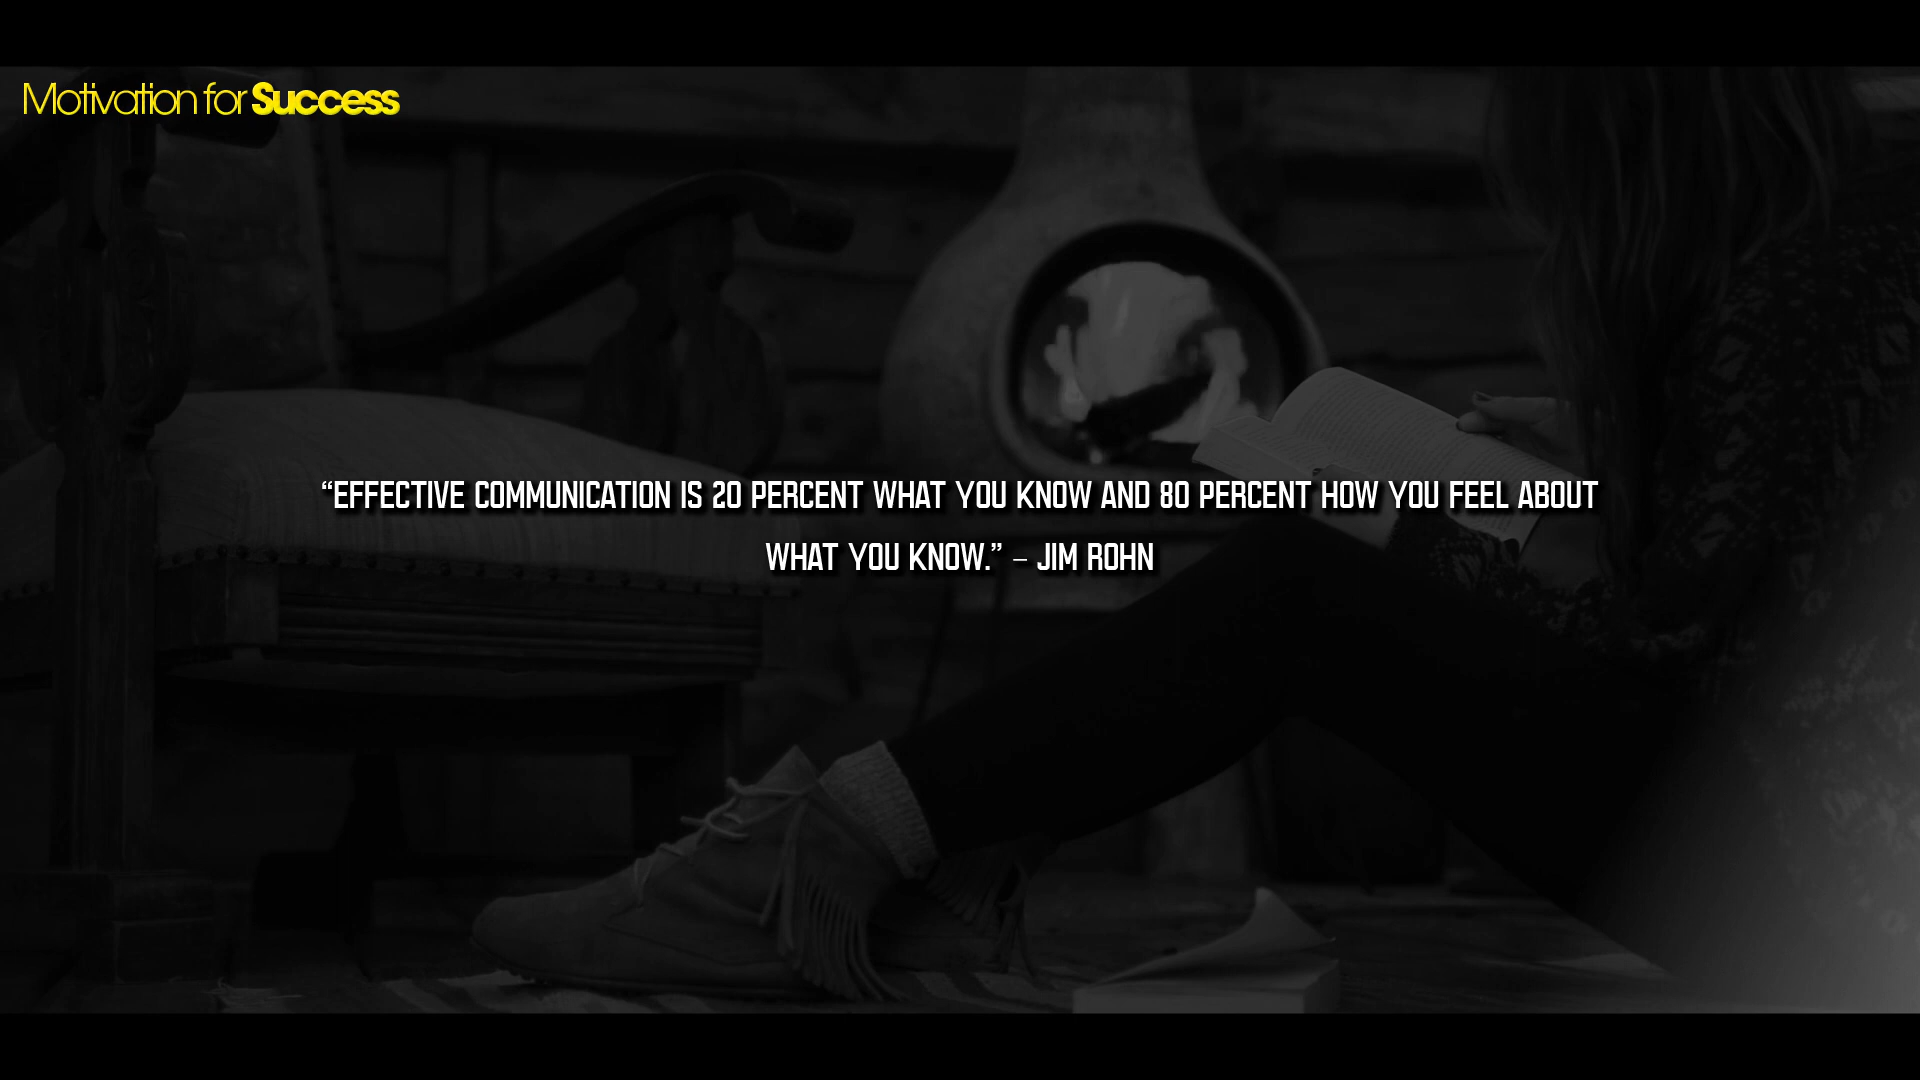 Motivation for Success
“EFFECTIVE COMMUNICATION IS 20 PERCENT WHAT YOU KNOW AND 80 PERCENT HOW YOU FEEL ABOUT
WHAT YOU KNOW.” – JIM ROHN